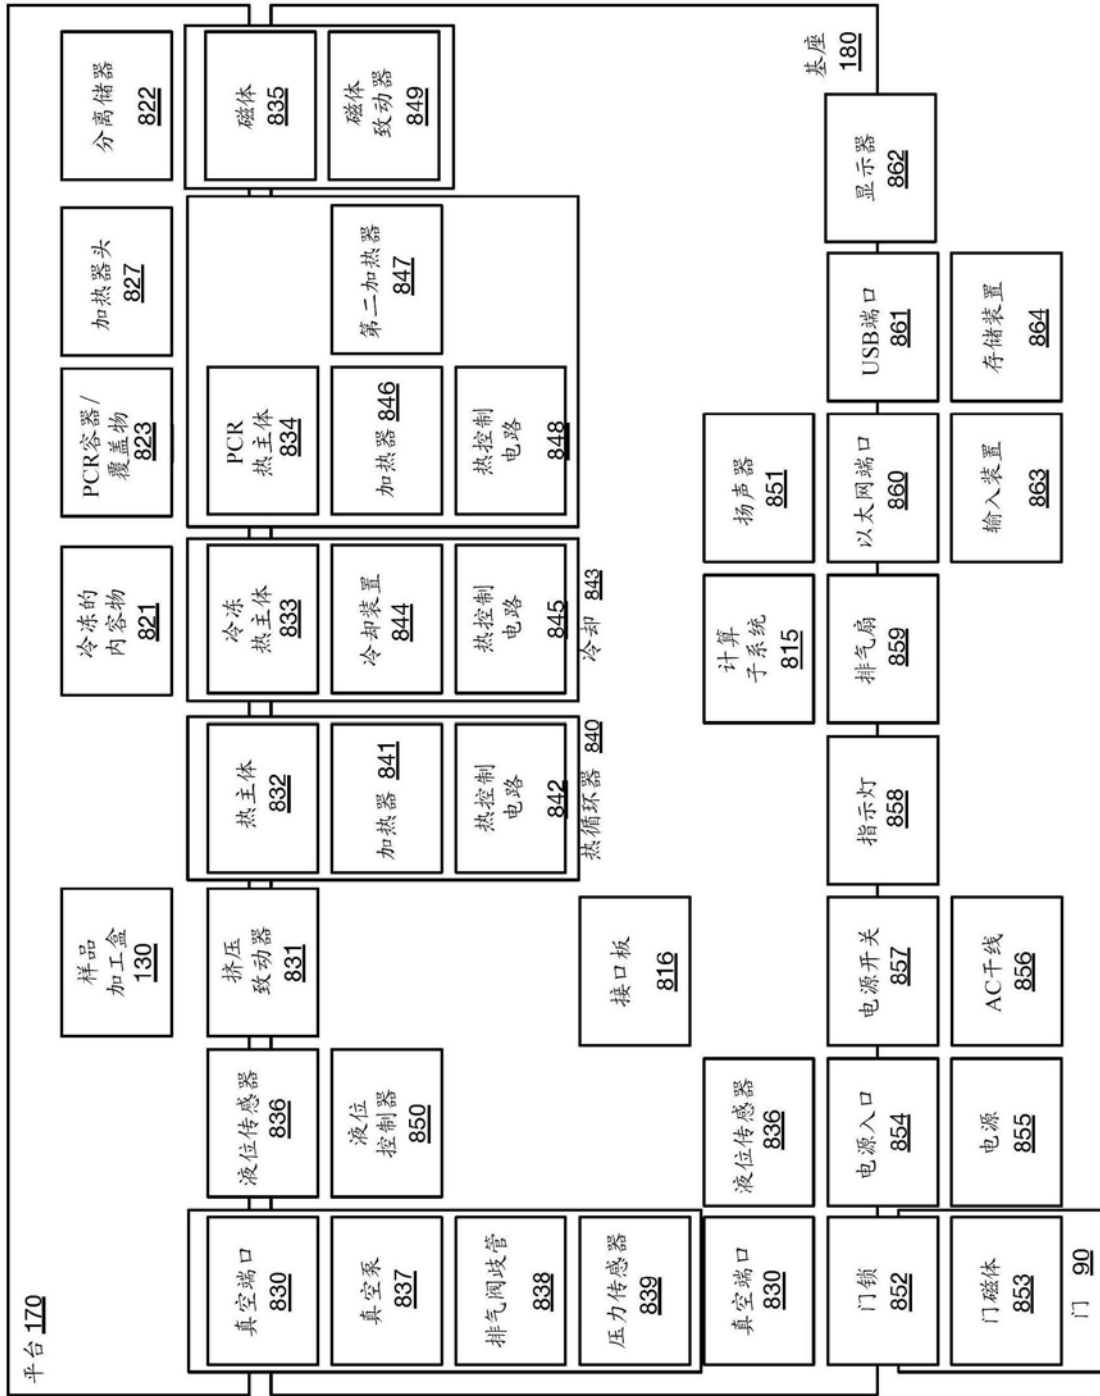 平台 170
样品
加工盒
130
冷冻的
内容物
821
PCR容器/
覆盖物
823
加热器头
827
分离储器
822
真空端口
830
液位传感器
836
挤压
致动器
831
热主体
832
冷冻
热主体
833
PCR
热主体
834
磁体
835
真空泵
837
液位
控制器
850
加热器 841
冷却装置
844
加热器 846
第二加热器
847
磁体
致动器
849
排气阀歧管
838
热控制
电路
842
热控制
电路
845
热控制
电路
848
压力传感器
839
接口板
816
热循环器 840
冷却 843
真空端口
830
液位传感器
836
计算
子系统
815
扬声器
851
基座
180
门锁
852
电源入口
854
电源开关
857
指示灯
858
排气扇
859
以太网端口
860
USB端口
861
显示器
862
门磁体
853
电源
855
AC干线
856
输入装置
863
存储装置
864
门 90